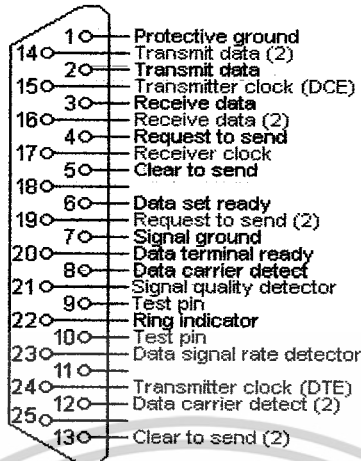 1 Protective ground
14 Transmit data (2)
2 Transmit data
15 Transmitter clock (DCE)
3 Receive data
16 Receive data (2)
4 Request to send
17 Receiver clock
5 Clear to send
18
6 Data set ready
19 Request to send (2)
7 Signal ground
20 Data terminal ready
8 Data carrier detect
21 Signal quality detector
9 Test pin
22 Ring indicator
10 Test pin
23 Data signal rate detector
11
24 Transmitter clock (DTE)
12 Data carrier detect (2)
25
13 Clear to send (2)